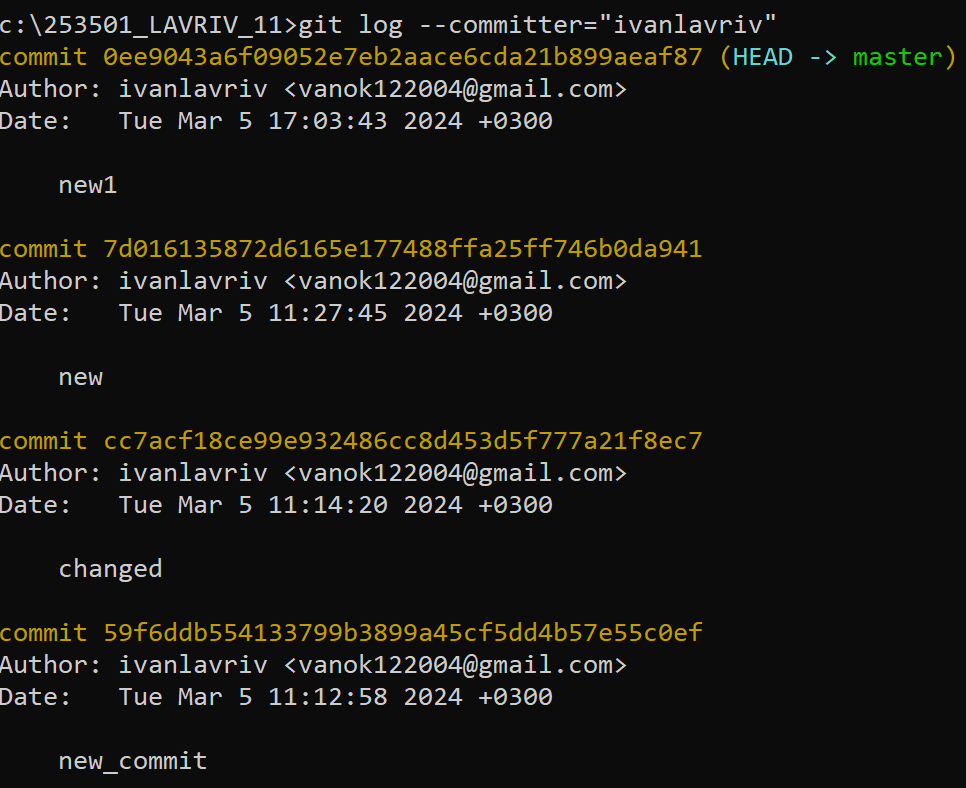 c:\253501_LAVRIV_11>git log --committer="ivanlavriv"
commit 0ee9043a6f09052e7eb2aace6cda21b899aeaf87 (HEAD -> master)
Author: ivanlavriv <vanok122004@gmail.com>
Date:   Tue Mar 5 17:03:43 2024 +0300
    new1
commit 7d016135872d6165e177488ffa25ff746b0da941
Author: ivanlavriv <vanok122004@gmail.com>
Date:   Tue Mar 5 11:27:45 2024 +0300
    new
commit cc7acf18ce99e932486cc8d453d5f777a21f8ec7
Author: ivanlavriv <vanok122004@gmail.com>
Date:   Tue Mar 5 11:14:20 2024 +0300
    changed
commit 59f6ddb554133799b3899a45cf5dd4b57e55c0ef
Author: ivanlavriv <vanok122004@gmail.com>
Date:   Tue Mar 5 11:12:58 2024 +0300
    new_commit